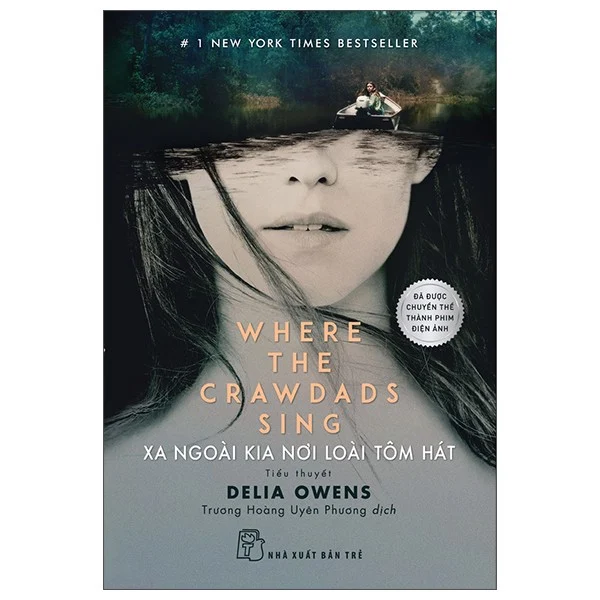 # 1 NEW YORK TIMES BESTSELLER
ĐÃ ĐƯỢC
CHUYỂN THỂ
THÀNH PHIM
ĐIỆN ẢNH
WHERE
THE
CRAWDADS
SING
XA NGOÀI KIA NƠI LOÀI TÔM HÁT
Tiểu thuyết
DELIA OWENS
Trương Hoàng Uyên Phương dịch
NHÀ XUẤT BẢN TRẺ